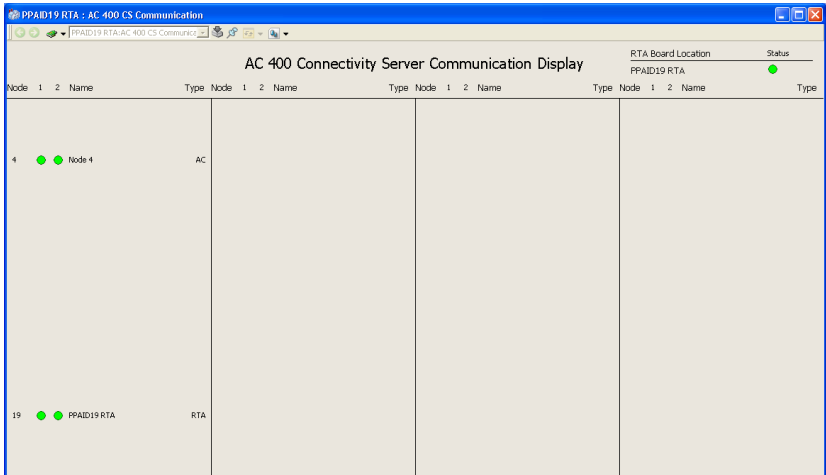 PPAID19 RTA : AC 400 CS Communication
PPAID19 RTA:AC 400 CS Communica
AC 400 Connectivity Server Communication Display
RTA Board Location Status
PPAID19 RTA
Node 1 2 Name Type Node 1 2 Name Type Node 1 2 Name Type Node 1 2 Name Type
4 Node 4 AC
19 PPAID19 RTA RTA